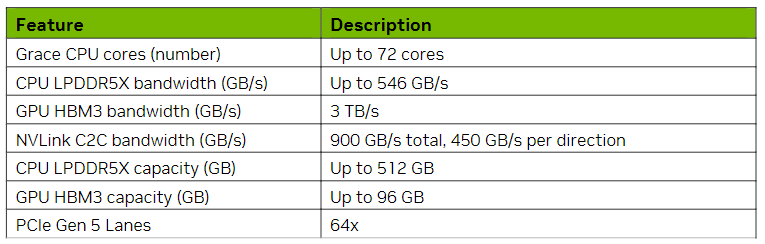 Feature Description
Grace CPU cores (number) Up to 72 cores
CPU LPDDR5X bandwidth (GB/s) Up to 546 GB/s
GPU HBM3 bandwidth (GB/s) 3 TB/s
NVLink C2C bandwidth (GB/s) 900 GB/s total, 450 GB/s per direction
CPU LPDDR5X capacity (GB) Up to 512 GB
GPU HBM3 capacity (GB) Up to 96 GB
PCIe Gen 5 Lanes 64x